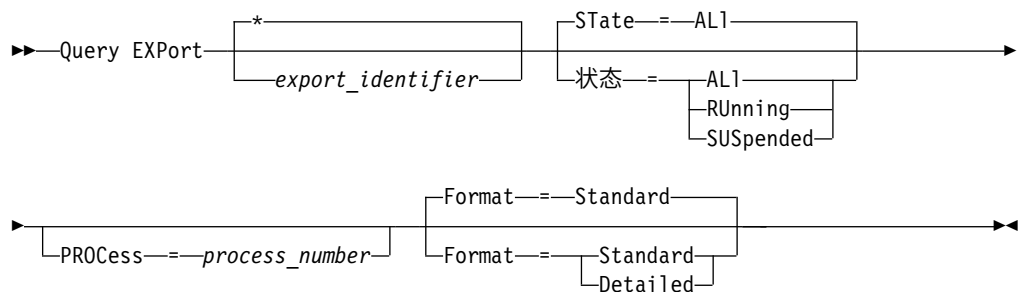 * STate = ALl
Query EXPort
export_identifier 状态 = ALl
RUnning
SUSpended
Format = Standard
PROCess = process_number Format = Standard
Detailed